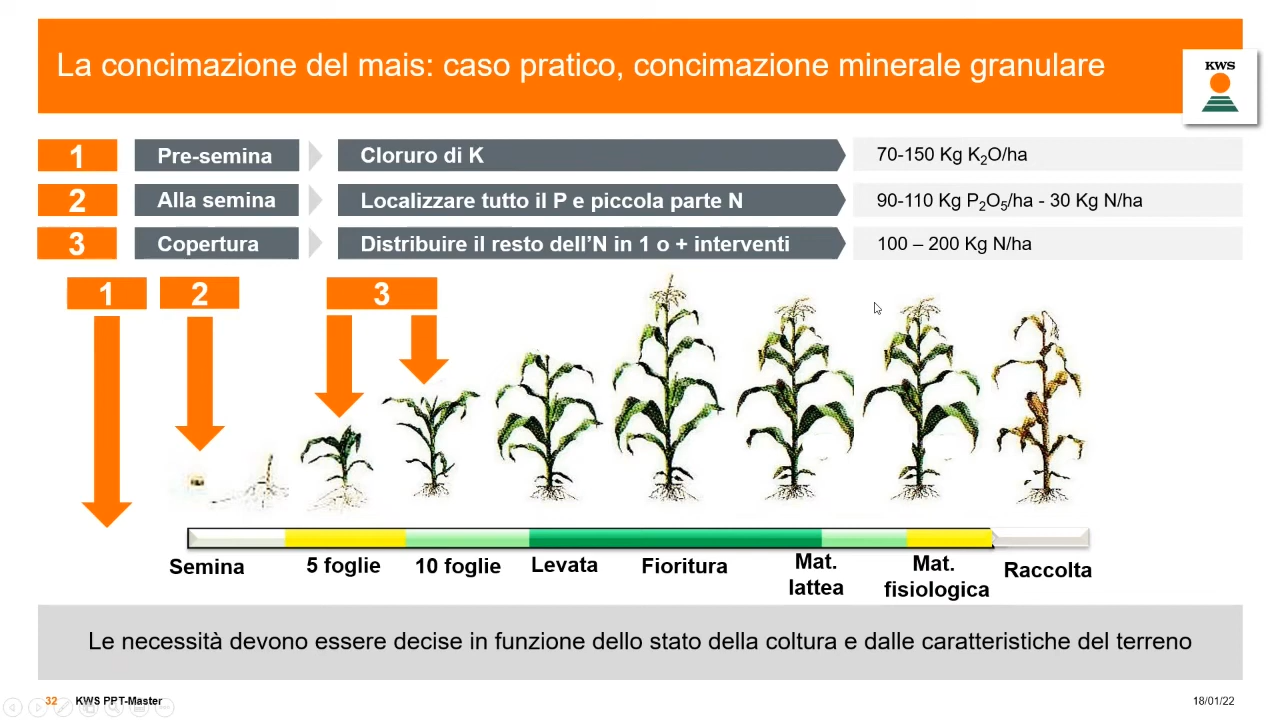 La concimazione del mais: caso pratico, concimazione minerale granulare
KWS
1 Pre-semina Cloruro di K 70-150 Kg K₂O/ha
2 Alla semina Localizzare tutto il P e piccola parte N 90-110 Kg P₂O₅/ha - 30 Kg N/ha
3 Copertura Distribuire il resto dell’N in 1 o + interventi 100 – 200 Kg N/ha
1 2 3
Semina 5 foglie 10 foglie Levata Fioritura Mat. lattea Mat. fisiologica Raccolta
Le necessità devono essere decise in funzione dello stato della coltura e dalle caratteristiche del terreno
32 KWS PPT-Master 18/01/22